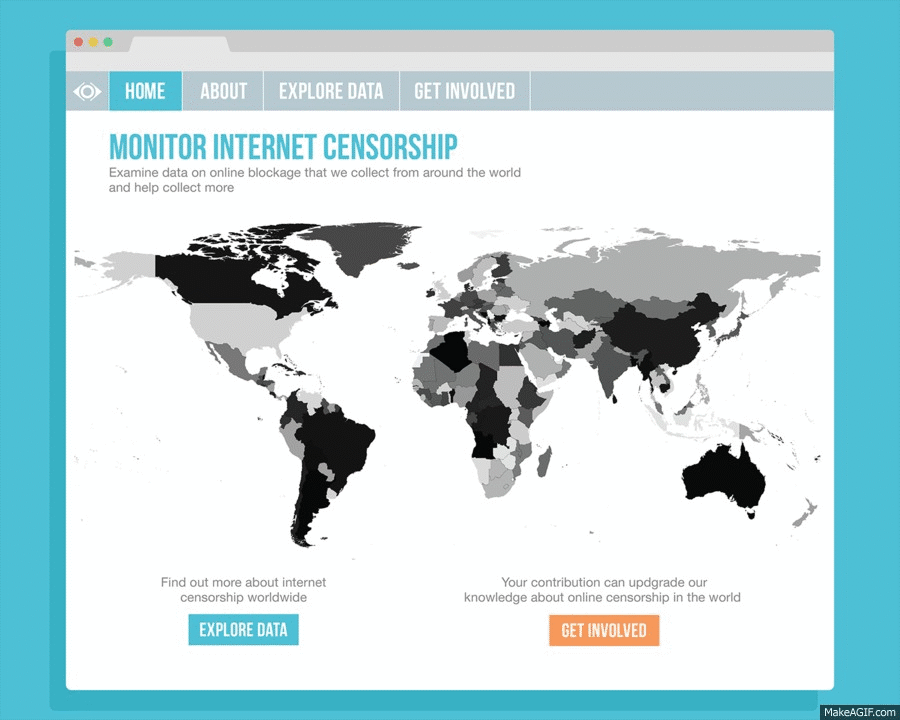 HOME ABOUT EXPLORE DATA GET INVOLVED
MONITOR INTERNET CENSORSHIP
Examine data on online blockage that we collect from around the world
and help collect more
Find out more about internet
censorship worldwide
EXPLORE DATA
Your contribution can updgrade our
knowledge about online censorship in the world
GET INVOLVED
MakeAGIF.com